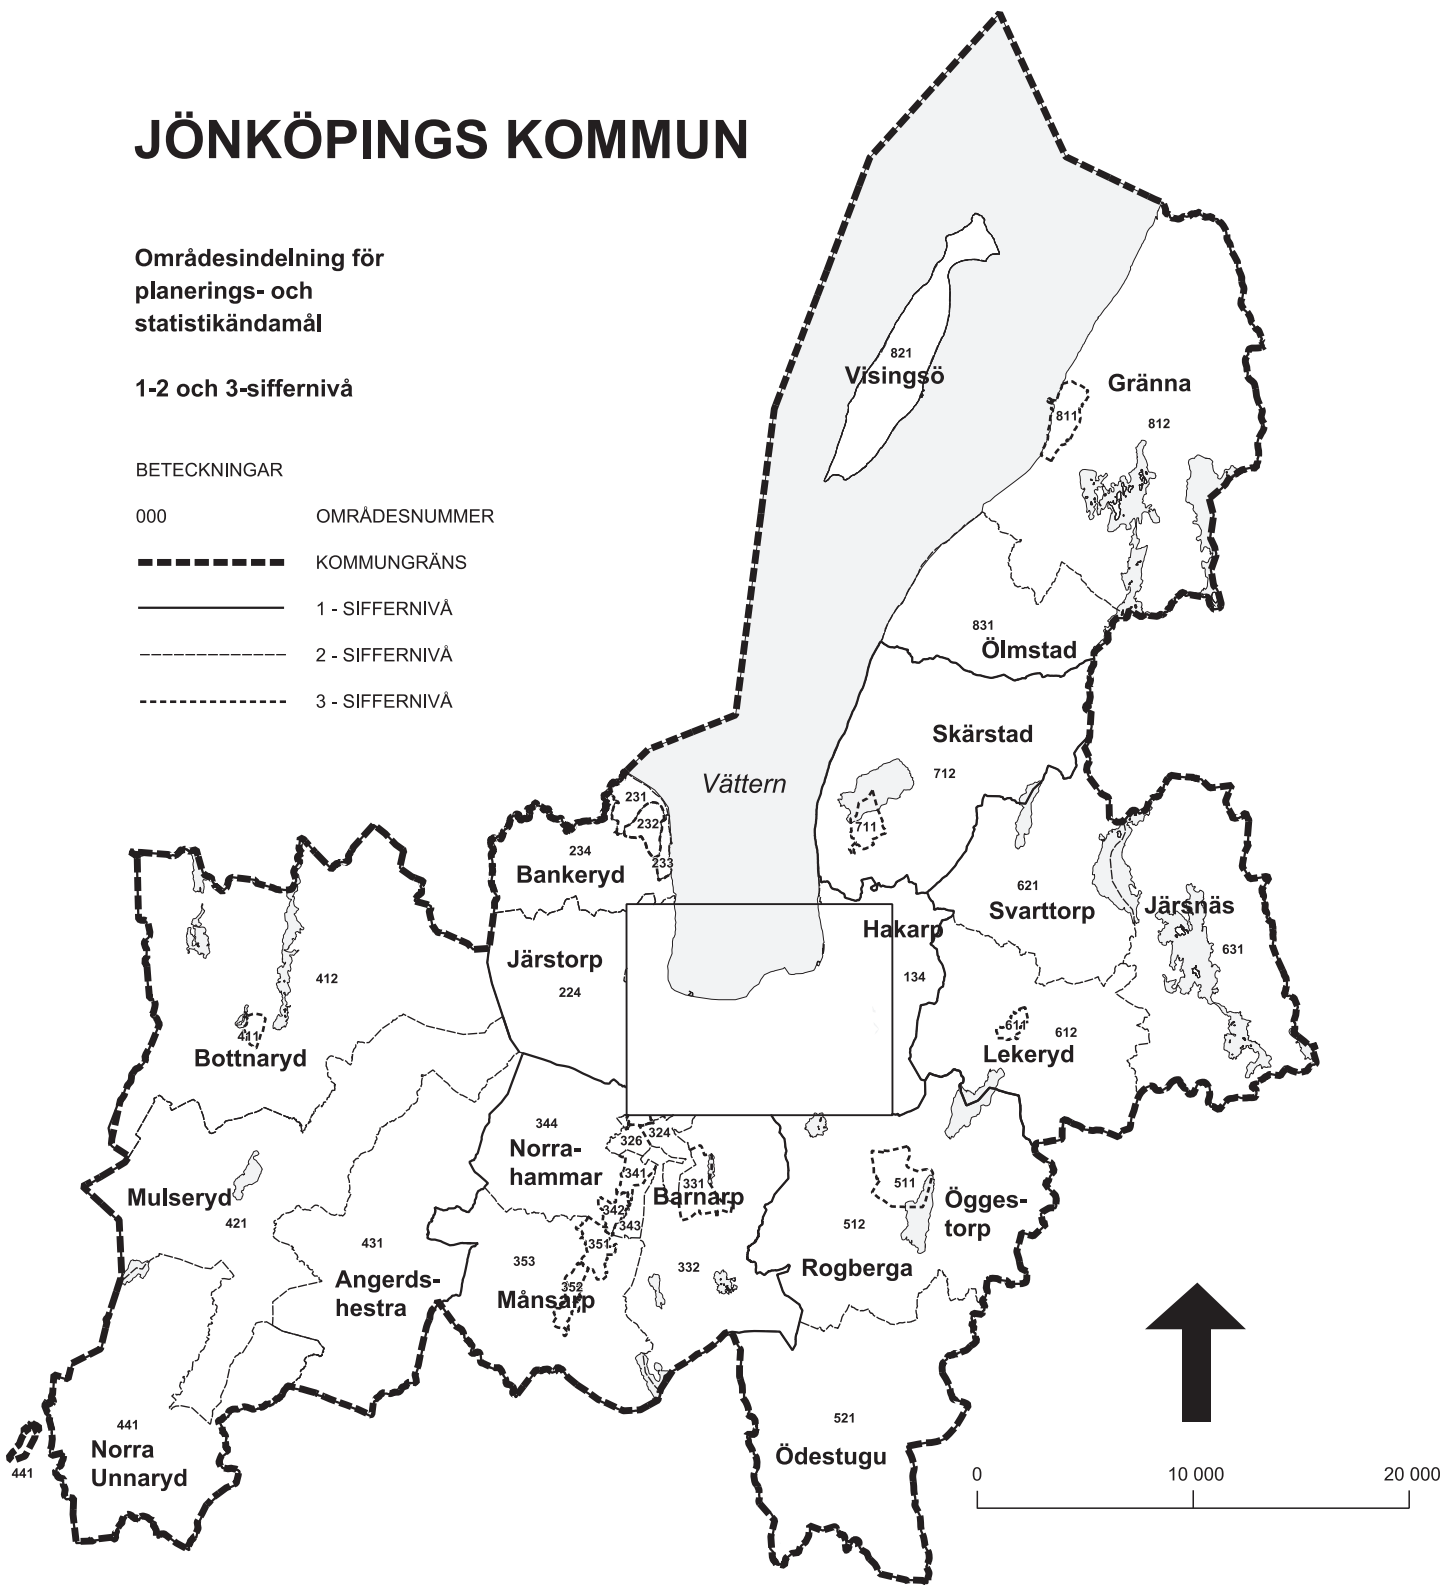 JÖNKÖPINGS KOMMUN
Områdesindelning för
planerings- och
statistikändamål
1-2 och 3-siffernivå
BETECKNINGAR
000 OMRÅDESNUMMER
KOMMUNGRÄNS
1 - SIFFERNIVÅ
2 - SIFFERNIVÅ
3 - SIFFERNIVÅ
821
Visingsö
Gränna
811
812
831
Ölmstad
Skärstad
712
Vättern
711
231
232
233
234
Bankeryd
621
Svarttorp
Järsnäs
631
Hakarp
134
Järstorp
224
412
411
Bottnaryd
611
612
Lekeryd
344
Norra-
hammar
326
324
341
331
Barnarp
342
343
351
353
352
Månsarp
332
511
Ögges-
torp
512
Rogberga
Mulseryd
421
431
Angerds-
hestra
441
Norra
Unnaryd
441
521
Ödestugu
0 10 000 20 000